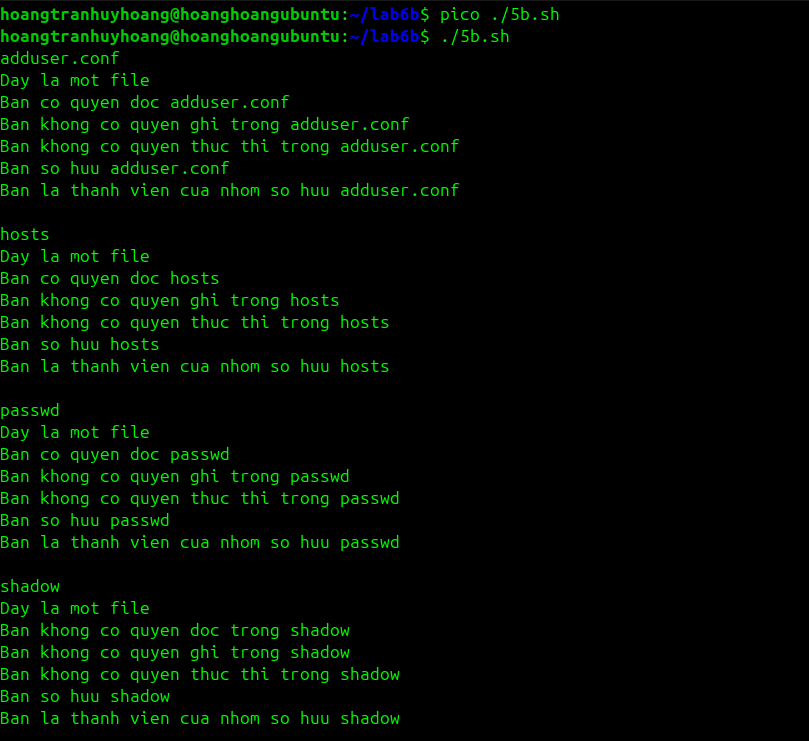 hoangtranhuyhoang@hoanghoangubuntu:~/lab6b$ pico ./5b.sh
hoangtranhuyhoang@hoanghoangubuntu:~/lab6b$ ./5b.sh
adduser.conf
Day la mot file
Ban co quyen doc adduser.conf
Ban khong co quyen ghi trong adduser.conf
Ban khong co quyen thuc thi trong adduser.conf
Ban so huu adduser.conf
Ban la thanh vien cua nhom so huu adduser.conf

hosts
Day la mot file
Ban co quyen doc hosts
Ban khong co quyen ghi trong hosts
Ban khong co quyen thuc thi trong hosts
Ban so huu hosts
Ban la thanh vien cua nhom so huu hosts

passwd
Day la mot file
Ban co quyen doc passwd
Ban khong co quyen ghi trong passwd
Ban khong co quyen thuc thi trong passwd
Ban so huu passwd
Ban la thanh vien cua nhom so huu passwd

shadow
Day la mot file
Ban khong co quyen doc trong shadow
Ban khong co quyen ghi trong shadow
Ban khong co quyen thuc thi trong shadow
Ban so huu shadow
Ban la thanh vien cua nhom so huu shadow